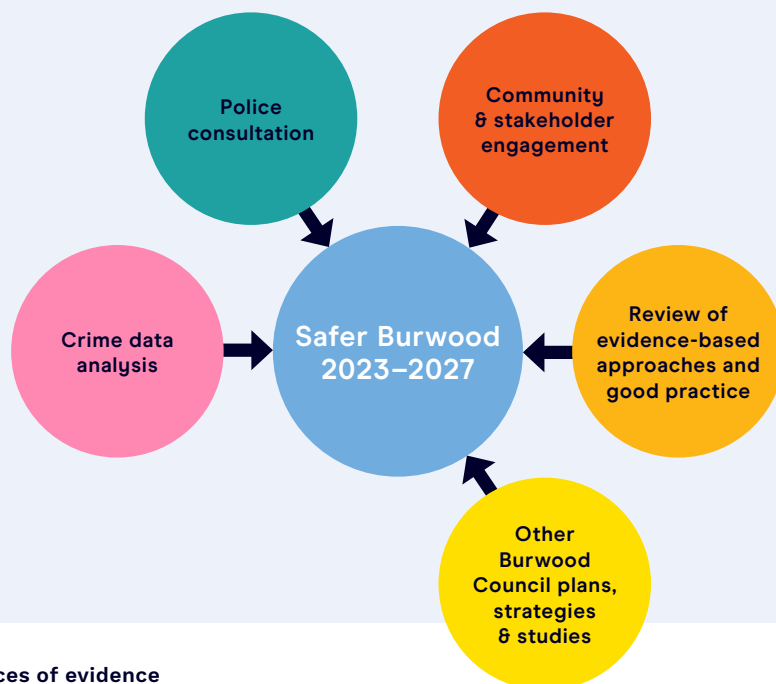 Police
consultation
Community
& stakeholder
engagement
Crime data
analysis
Safer Burwood
2023–2027
Review of
evidence-based
approaches and
good practice
Other
Burwood
Council plans,
strategies
& studies
of evidence